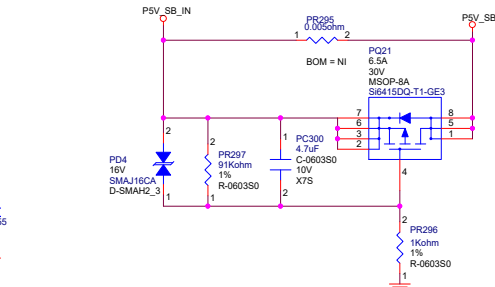 P5V_SB_IN
P5V_SB
PR295
0.005ohm
1
2
BOM = NI
PQ21
6.5A
30V
MSOP-8A
Si6415DQ-T1-GE3
7
6
3
2
8
5
1
4
2
PD4
16V
SMAJ16CA
D-SMAH2_3
1
2
PR297
91Kohm
1%
R-0603S0
1
1
PC300
4.7uF
C-0603S0
10V
X7S
2
2
PR296
1Kohm
1%
R-0603S0
1